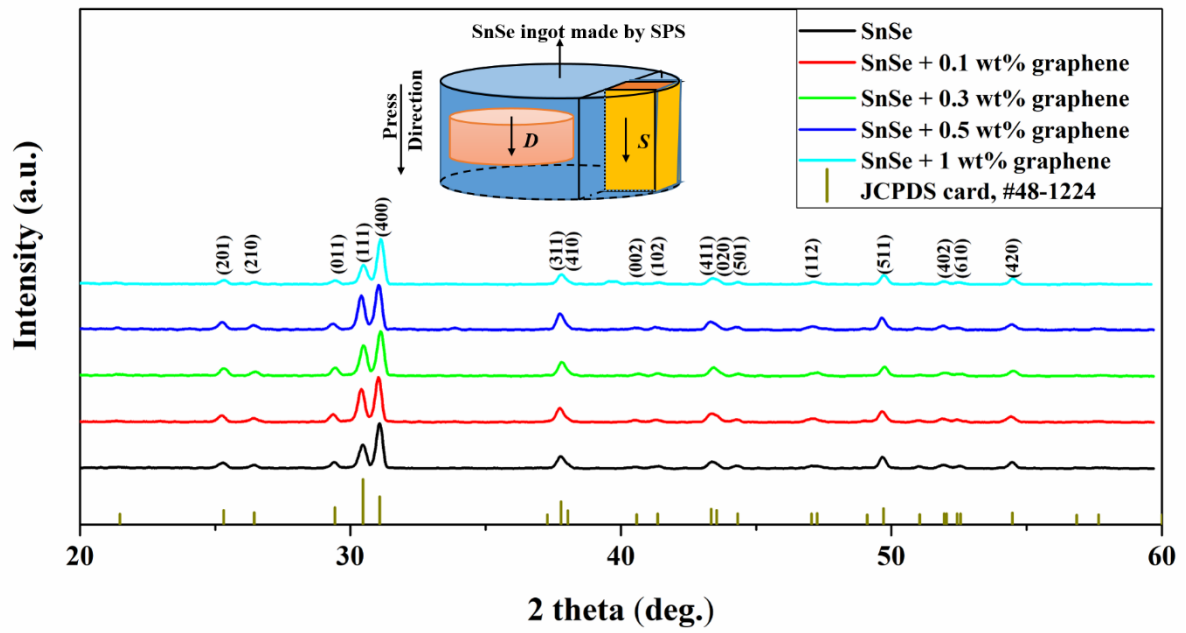 SnSe ingot made by SPS
Press
Direction
D
S
SnSe
SnSe + 0.1 wt% graphene
SnSe + 0.3 wt% graphene
SnSe + 0.5 wt% graphene
SnSe + 1 wt% graphene
JCPDS card, #48-1224
Intensity (a.u.)
(201)
(210)
(011)
(111)
(400)
(311)
(410)
(002)
(102)
(411)
(020)
(501)
(112)
(511)
(402)
(610)
(420)
20
30
40
50
60
2 theta (deg.)